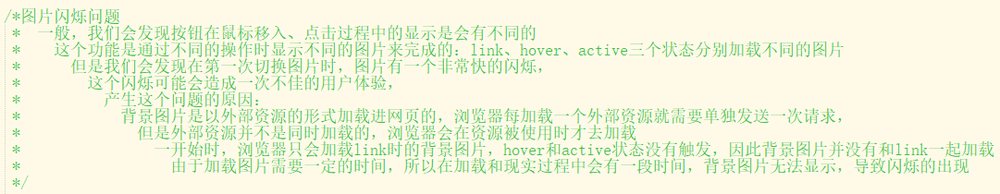 /*图片闪烁问题
* 一般，我们会发现按钮在鼠标移入、点击过程中的显示是会有不同的
* 这个功能是通过不同的操作时显示不同的图片来完成的：link、hover、active三个状态分别加载不同的图片
* 但是我们会发现在第一次切换图片时，图片有一个非常快的闪烁，
* 这个闪烁可能会造成一次不佳的用户体验，
* 产生这个问题的原因：
* 背景图片是以外部资源的形式加载进网页的，浏览器每加载一个外部资源就需要单独发送一次请求，
* 但是外部资源并不是同时加载的，浏览器会在资源被使用时才去加载
* 一开始时，浏览器只会加载link时的背景图片，hover和active状态没有触发，因此背景图片并没有和link一起加载
* 由于加载图片需要一定的时间，所以在加载和现实过程中会有一段时间，背景图片无法显示，导致闪烁的出现
*/